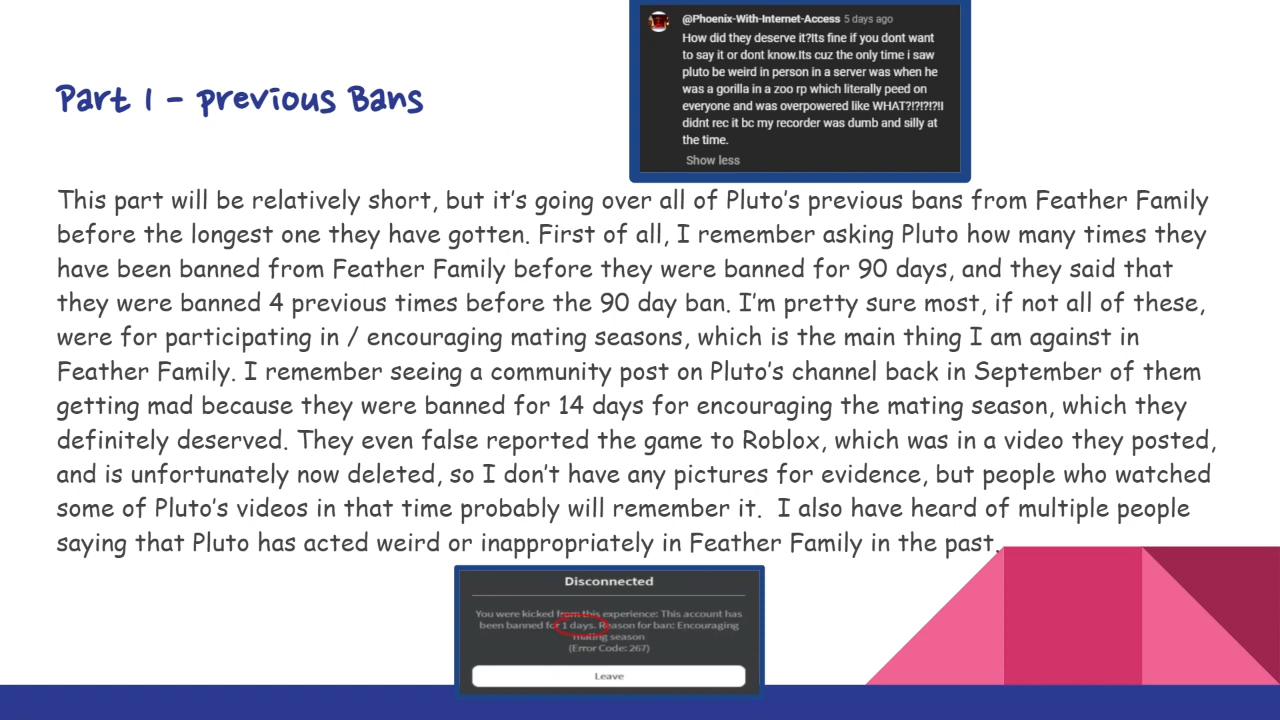 @Phoenix-With-Internet-Access 5 days ago
How did they deserve it?Its fine if you dont want
to say it or dont know.Its cuz the only time i saw
pluto be weird in person in a server was when he
was a gorilla in a zoo rp which literally peed on
everyone and was overpowered like WHAT?!?!?!?!I
didnt rec it bc my recorder was dumb and silly at
the time.
Show less
Part 1 - previous Bans
This part will be relatively short, but it's going over all of Pluto's previous bans from Feather Family
before the longest one they have gotten. First of all, I remember asking Pluto how many times they
have been banned from Feather Family before they were banned for 90 days, and they said that
they were banned 4 previous times before the 90 day ban. I'm pretty sure most, if not all of these,
were for participating in / encouraging mating seasons, which is the main thing I am against in
Feather Family. I remember seeing a community post on Pluto's channel back in September of them
getting mad because they were banned for 14 days for encouraging the mating season, which they
definitely deserved. They even false reported the game to Roblox, which was in a video they posted,
and is unfortunately now deleted, so I don't have any pictures for evidence, but people who watched
some of Pluto's videos in that time probably will remember it.  I also have heard of multiple people
saying that Pluto has acted weird or inappropriately in Feather Family in the past.
Disconnected
You were kicked from this experience: This account has
been banned for 1 days. Reason for ban: Encouraging
mating season
(Error Code: 267)
Leave